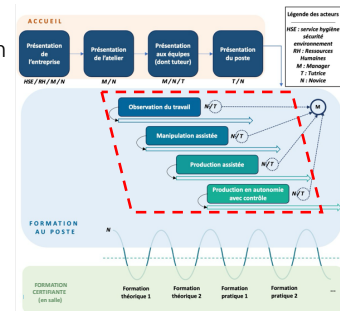 n
ACCUEIL
Présentation
de
l'entreprise
Présentation
de l'atelier
Présentation
aux équipes
(dont tuteur)
Présentation
du poste
HSE / RH / M / N
M / N
M / N / T
T / N
Légende des acteurs
HSE : service hygiène
sécurité
environnement
RH : Ressources
Humaines
M : Manager
T : Tutrice
N : Novice
Observation du travail
N / T
M
Manipulation assistée
N / T
Production assistée
N / T
Production en autonomie
avec contrôle
N / T
FORMATION
AU POSTE
N
FORMATION
CERTIFIANTE
(en salle)
Formation
théorique 1
Formation
théorique 2
Formation
pratique 1
Formation
pratique 2
...